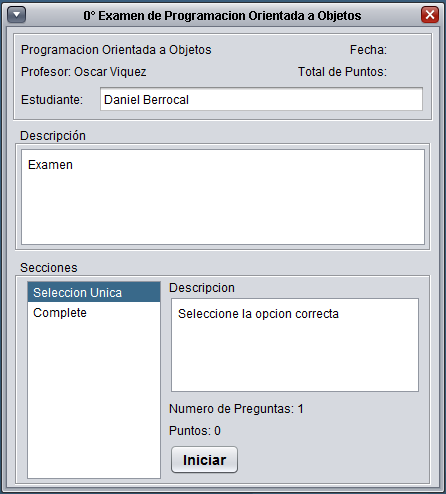 0° Examen de Programacion Orientada a Objetos
Programacion Orientada a Objetos Fecha:
Profesor: Oscar Viquez Total de Puntos:
Estudiante: Daniel Berrocal
Descripción
Examen
Secciones
Seleccion Unica
Complete
Descripcion
Seleccione la opcion correcta
Numero de Preguntas: 1
Puntos: 0
Iniciar